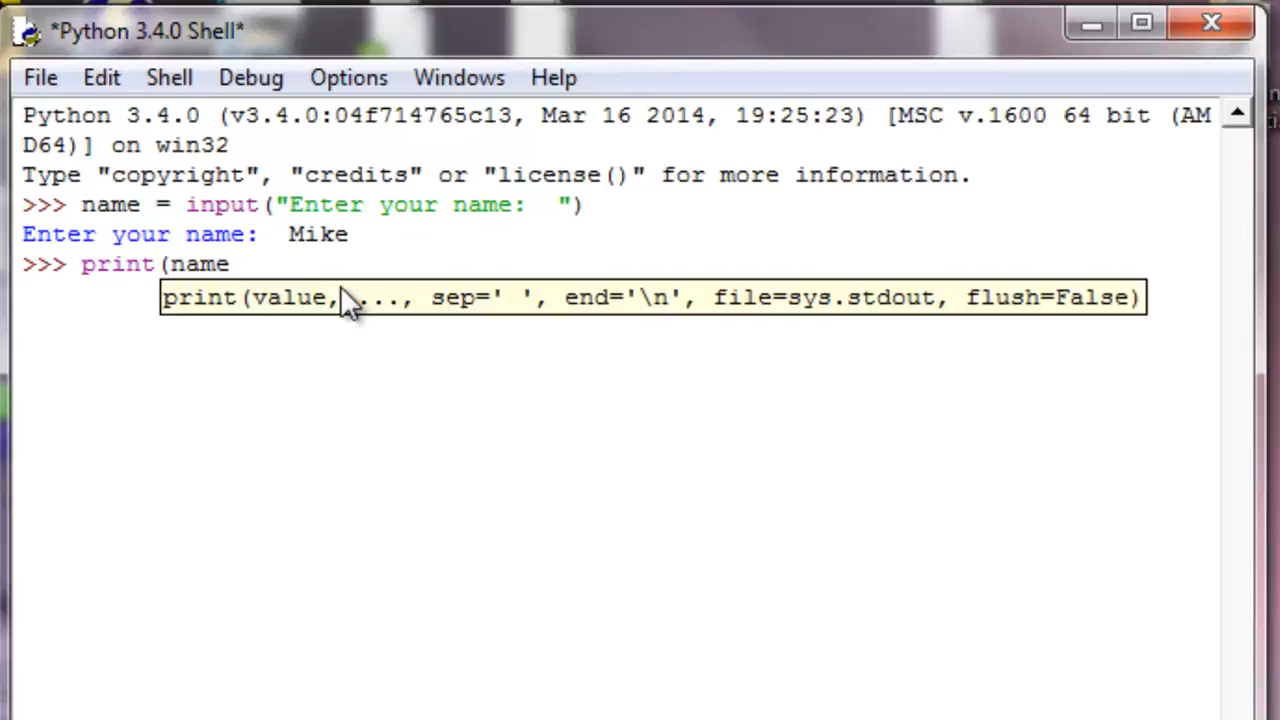 *Python 3.4.0 Shell*
File Edit Shell Debug Options Windows Help
Python 3.4.0 (v3.4.0:04f714765c13, Mar 16 2014, 19:25:23) [MSC v.1600 64 bit (AM
D64)] on win32
Type "copyright", "credits" or "license()" for more information.
>>> name = input("Enter your name:  ")
Enter your name:  Mike
>>> print(name
print(value, ..., sep=' ', end='\n', file=sys.stdout, flush=False)